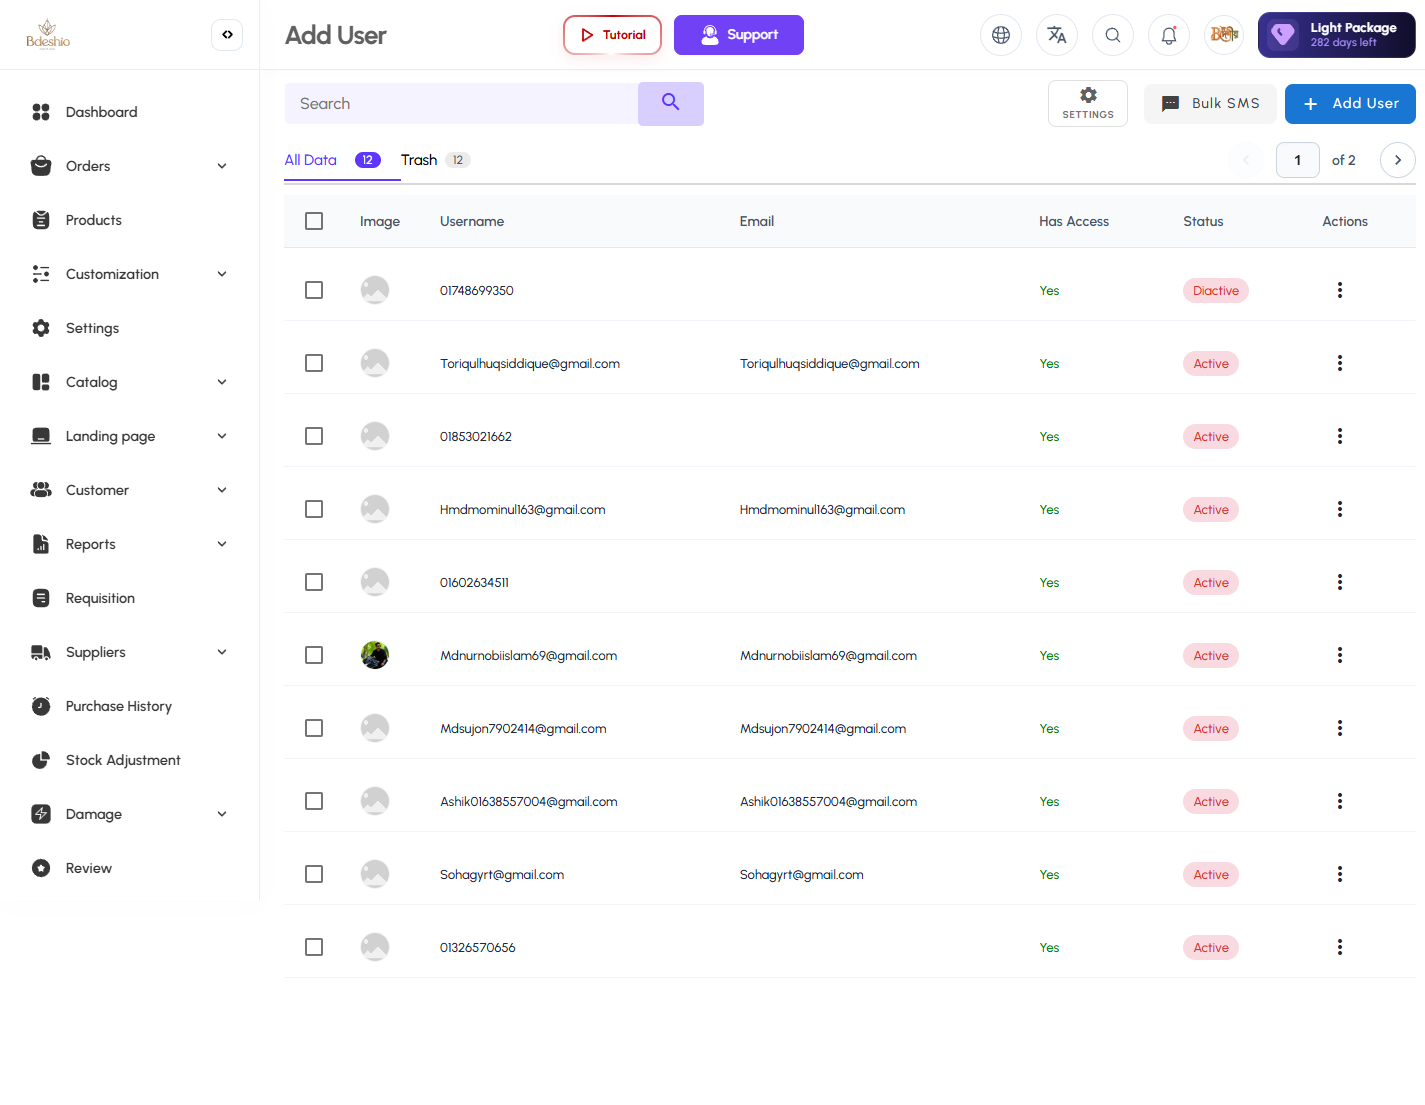 Bdeshio
Add User
Tutorial
Support
Light Package
282 days left
Dashboard
Orders
Products
Customization
Settings
Catalog
Landing page
Customer
Reports
Requisition
Suppliers
Purchase History
Stock Adjustment
Damage
Review
Search
SETTINGS
Bulk SMS
+ Add User
All Data 12 Trash 12
1 of 2
Image Username Email Has Access Status Actions
01748699350 Yes Diactive
Toriqulhuqsiddique@gmail.com Toriqulhuqsiddique@gmail.com Yes Active
01853021662 Yes Active
Hmdmominul163@gmail.com Hmdmominul163@gmail.com Yes Active
01602634511 Yes Active
Mdnurnobiislam69@gmail.com Mdnurnobiislam69@gmail.com Yes Active
Mdsujon7902414@gmail.com Mdsujon7902414@gmail.com Yes Active
Ashik01638557004@gmail.com Ashik01638557004@gmail.com Yes Active
Sohagyrt@gmail.com Sohagyrt@gmail.com Yes Active
01326570656 Yes Active